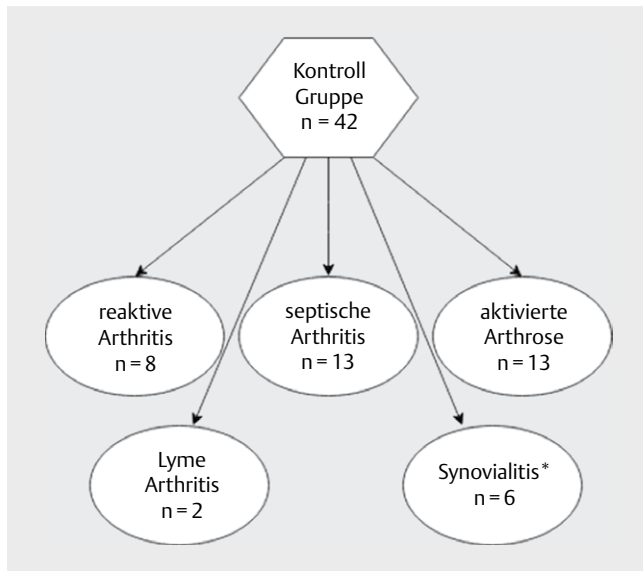 Kontroll
Gruppe
n = 42
reaktive
Arthritis
n = 8
septische
Arthritis
n = 13
aktivierte
Arthrose
n = 13
Lyme
Arthritis
n = 2
Synovialitis*
n = 6